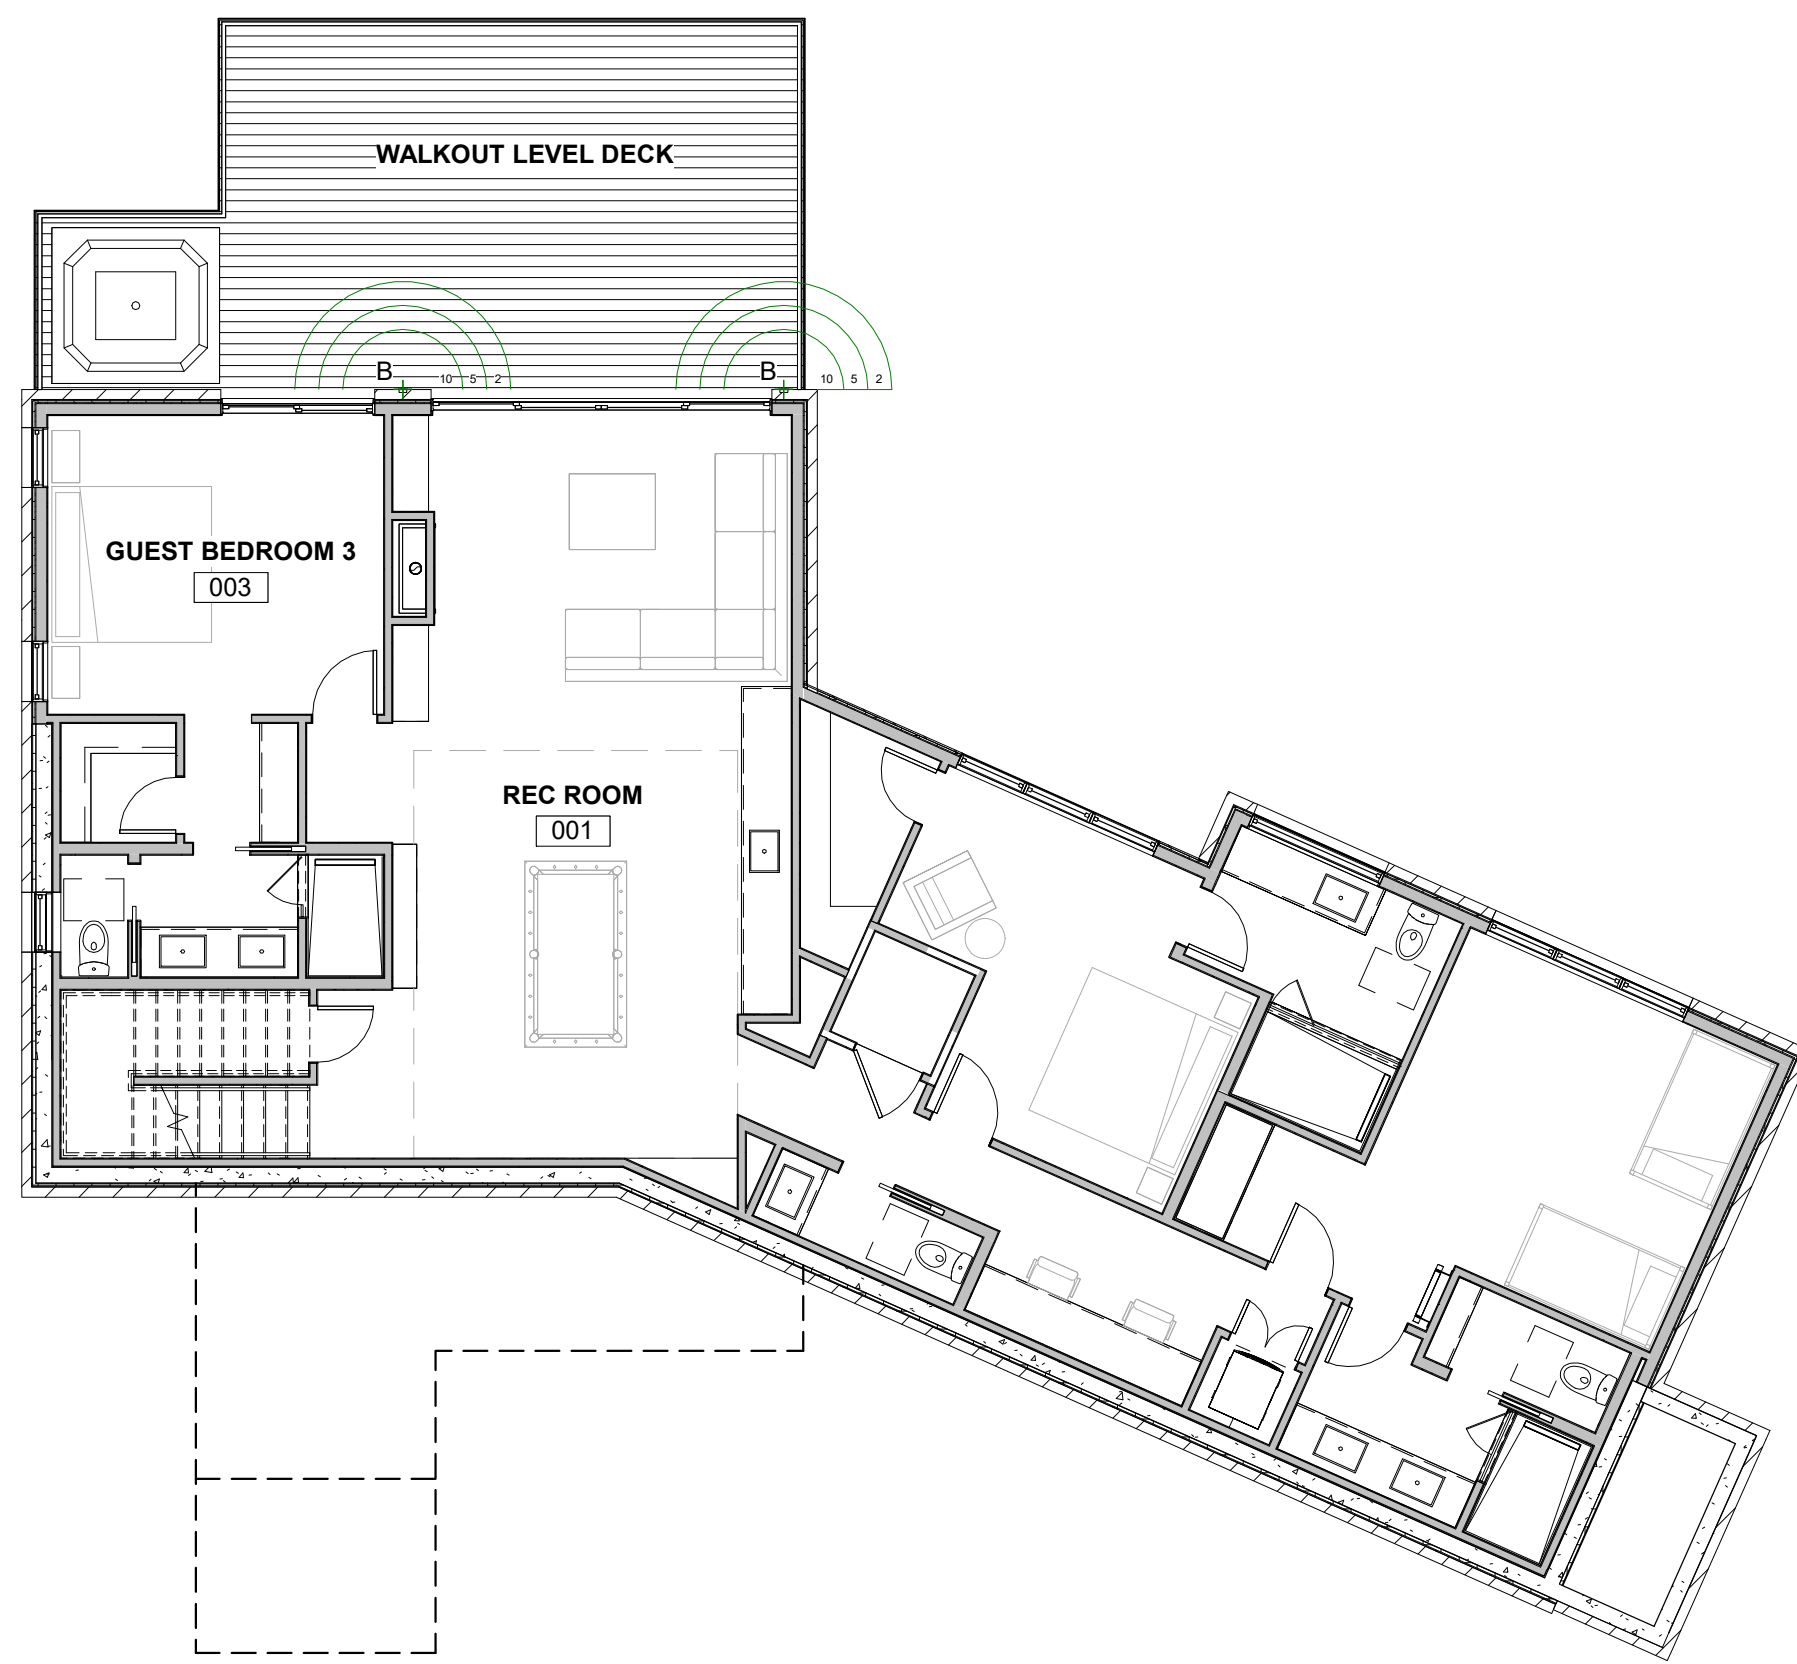 WALKOUT LEVEL DECK
B 10 5 2
B 10 5 2
GUEST BEDROOM 3
003
REC ROOM
001